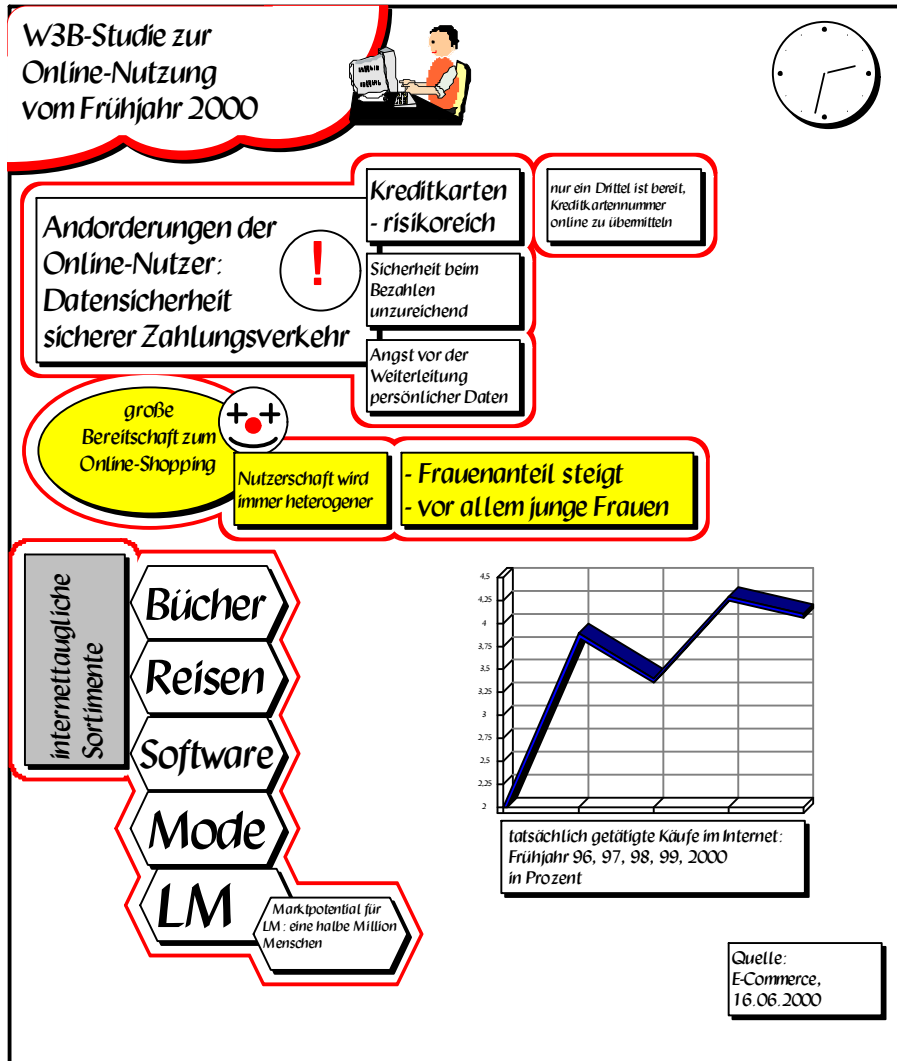 W3B-Studie zur
Online-Nutzung
vom Frühjahr 2000
Andorderungen der
Online-Nutzer:
Datensicherheit
sicherer Zahlungsverkehr
!
Kreditkarten
- risikoreich
nur ein Drittel ist bereit,
Kreditkartennummer
online zu übermitteln
Sicherheit beim
Bezahlen
unzureichend
Angst vor der
Weiterleitung
persönlicher Daten
große
Bereitschaft zum
Online-Shopping
Nutzerschaft wird
immer heterogener
- Frauenanteil steigt
- vor allem junge Frauen
internettaugliche
Sortimente
Bücher
Reisen
Software
Mode
LM
Marktpotential für
LM: eine halbe Million
Menschen
4,5
4,25
4
3,75
3,5
3,25
3
2,75
2,5
2,25
2
tatsächlich getätigte Käufe im Internet:
Frühjahr 96, 97, 98, 99, 2000
in Prozent
Quelle:
E-Commerce,
16.06.2000